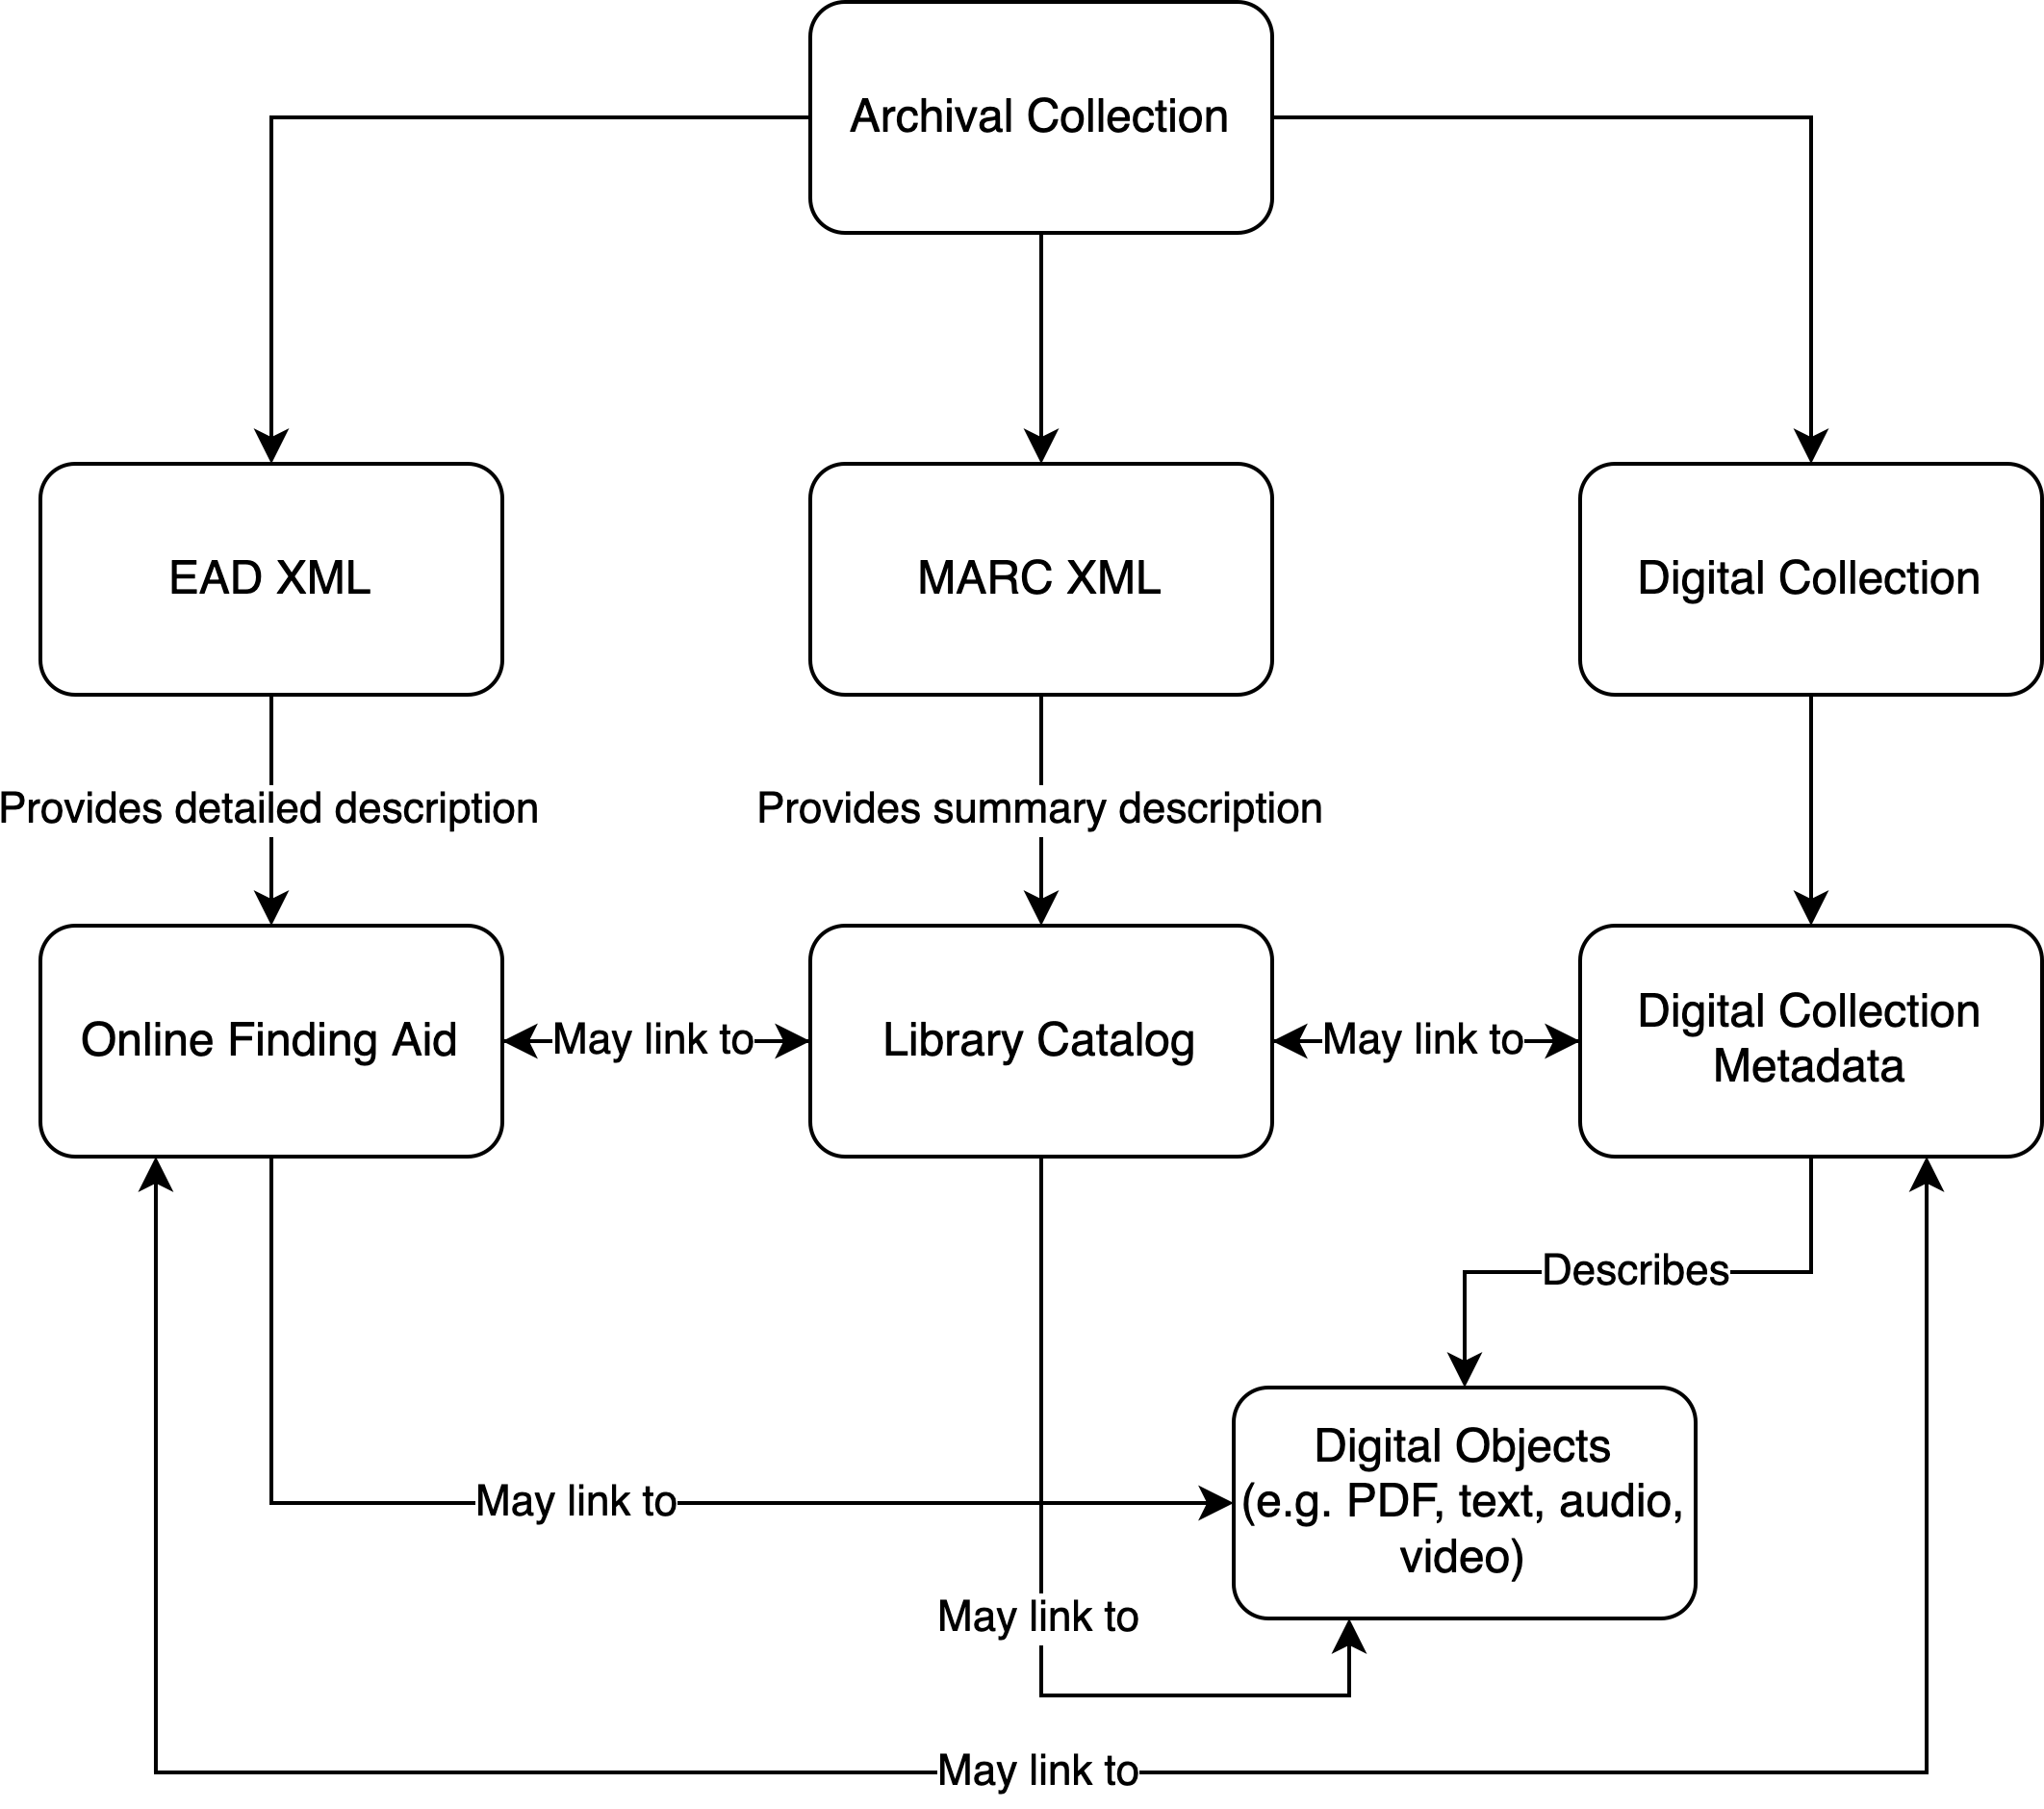 Archival Collection
EAD XML
MARC XML
Digital Collection
Provides detailed description
Provides summary description
Online Finding Aid
May link to
Library Catalog
May link to
Digital Collection
Metadata
Describes
Digital Objects
(e.g. PDF, text, audio,
video)
May link to
May link to
May link to